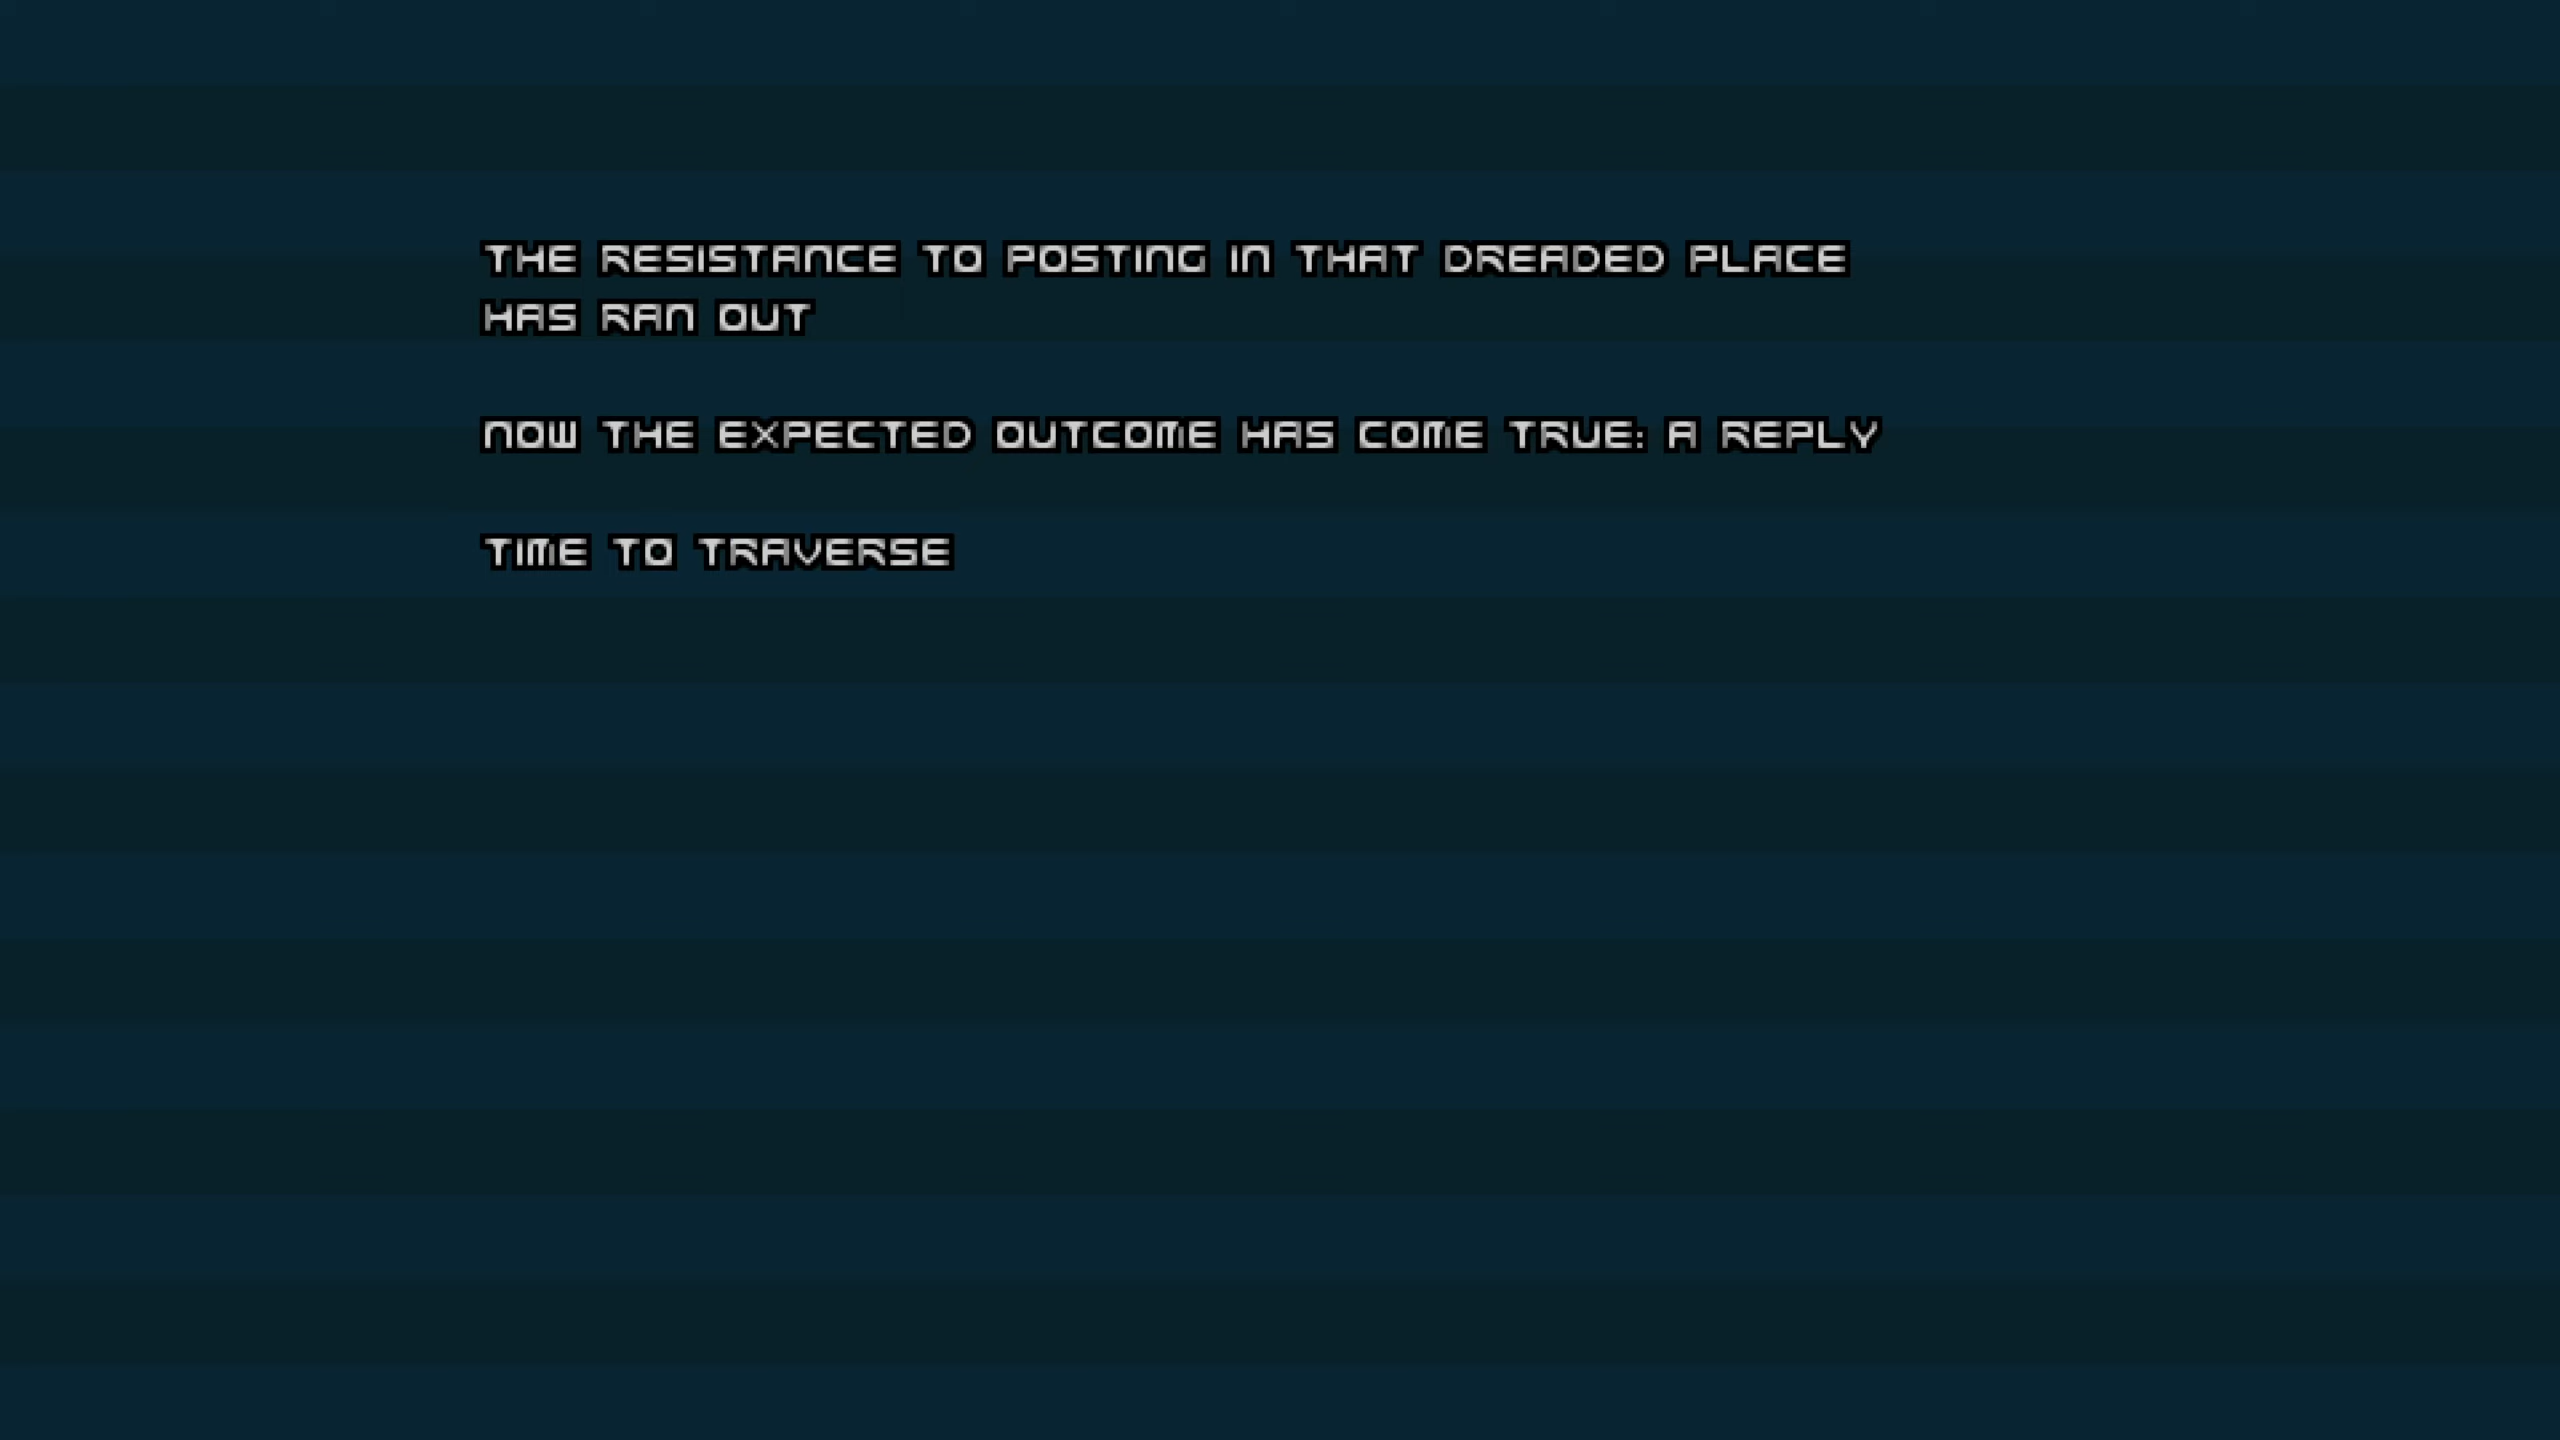 THE RESISTANCE TO POSTING IN THAT DREADED PLACE
HAS RAN OUT
NOW THE EXPECTED OUTCOME HAS COME TRUE: A REPLY
TIME TO TRAVERSE